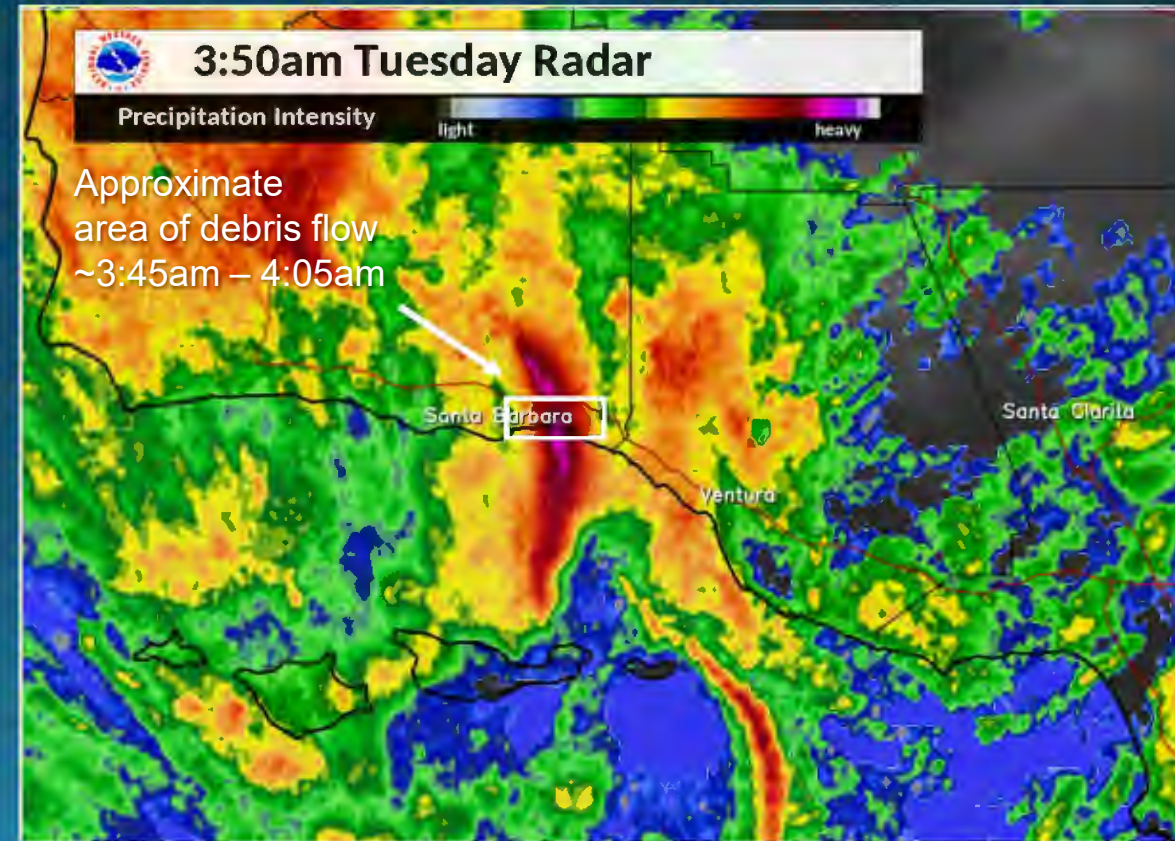 3:50am Tuesday Radar
Precipitation Intensity
light
heavy
Approximate
area of debris flow
~3:45am – 4:05am
Santa Barbara
Santa Clarita
Ventura